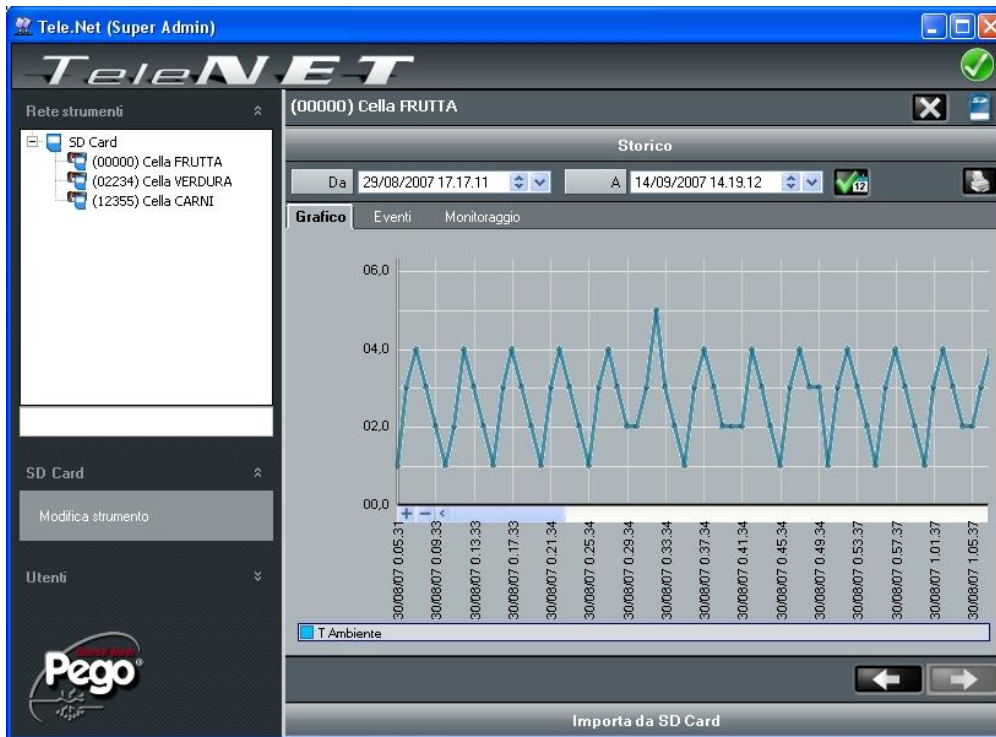 Tele.Net (Super Admin)
TeleNET
Rete strumenti
SD Card
(00000) Cella FRUTTA
(02234) Cella VERDURA
(12355) Cella CARNI
SD Card
Modifica strumento
Utenti
Pego®
(00000) Cella FRUTTA
Storico
Da 29/08/2007 17.17.11 A 14/09/2007 14.19.12 12
Grafico Eventi Monitoraggio
06,0
04,0
02,0
00,0
30/08/07 0.05.31
30/08/07 0.09.33
30/08/07 0.13.33
30/08/07 0.17.33
30/08/07 0.21.34
30/08/07 0.25.34
30/08/07 0.29.34
30/08/07 0.33.34
30/08/07 0.37.34
30/08/07 0.41.34
30/08/07 0.45.34
30/08/07 0.49.34
30/08/07 0.53.37
30/08/07 0.57.37
30/08/07 1.01.37
30/08/07 1.05.37
T Ambiente
Importa da SD Card